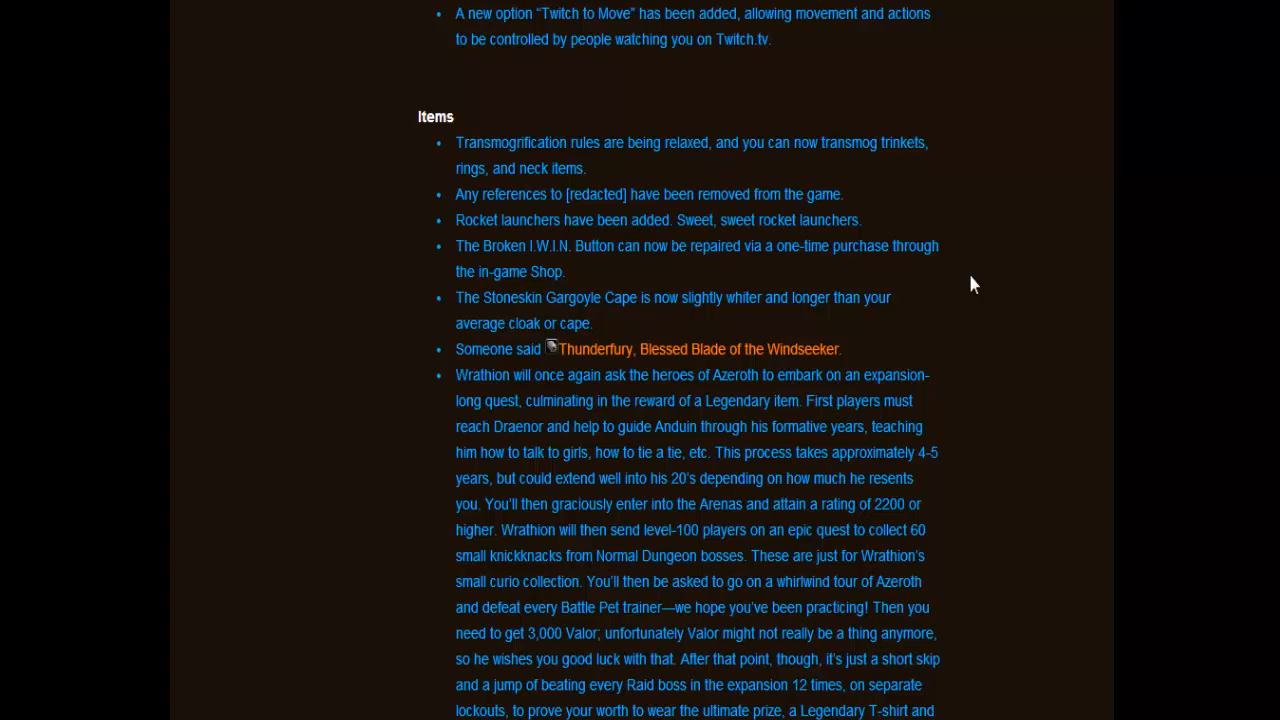 A new option “Twitch to Move” has been added, allowing movement and actions
to be controlled by people watching you on Twitch.tv.
Items
Transmogrification rules are being relaxed, and you can now transmog trinkets,
rings, and neck items.
Any references to [redacted] have been removed from the game.
Rocket launchers have been added. Sweet, sweet rocket launchers.
The Broken I.W.I.N. Button can now be repaired via a one-time purchase through
the in-game Shop.
The Stoneskin Gargoyle Cape is now slightly whiter and longer than your
average cloak or cape.
Someone said Thunderfury, Blessed Blade of the Windseeker.
Wrathion will once again ask the heroes of Azeroth to embark on an expansion-
long quest, culminating in the reward of a Legendary item. First players must
reach Draenor and help to guide Anduin through his formative years, teaching
him how to talk to girls, how to tie a tie, etc. This process takes approximately 4-5
years, but could extend well into his 20’s depending on how much he resents
you. You’ll then graciously enter into the Arenas and attain a rating of 2200 or
higher. Wrathion will then send level-100 players on an epic quest to collect 60
small knickknacks from Normal Dungeon bosses. These are just for Wrathion’s
small curio collection. You’ll then be asked to go on a whirlwind tour of Azeroth
and defeat every Battle Pet trainer—we hope you’ve been practicing! Then you
need to get 3,000 Valor; unfortunately Valor might not really be a thing anymore,
so he wishes you good luck with that. After that point, though, it’s just a short skip
and a jump of beating every Raid boss in the expansion 12 times, on separate
lockouts, to prove your worth to wear the ultimate prize, a Legendary T-shirt and